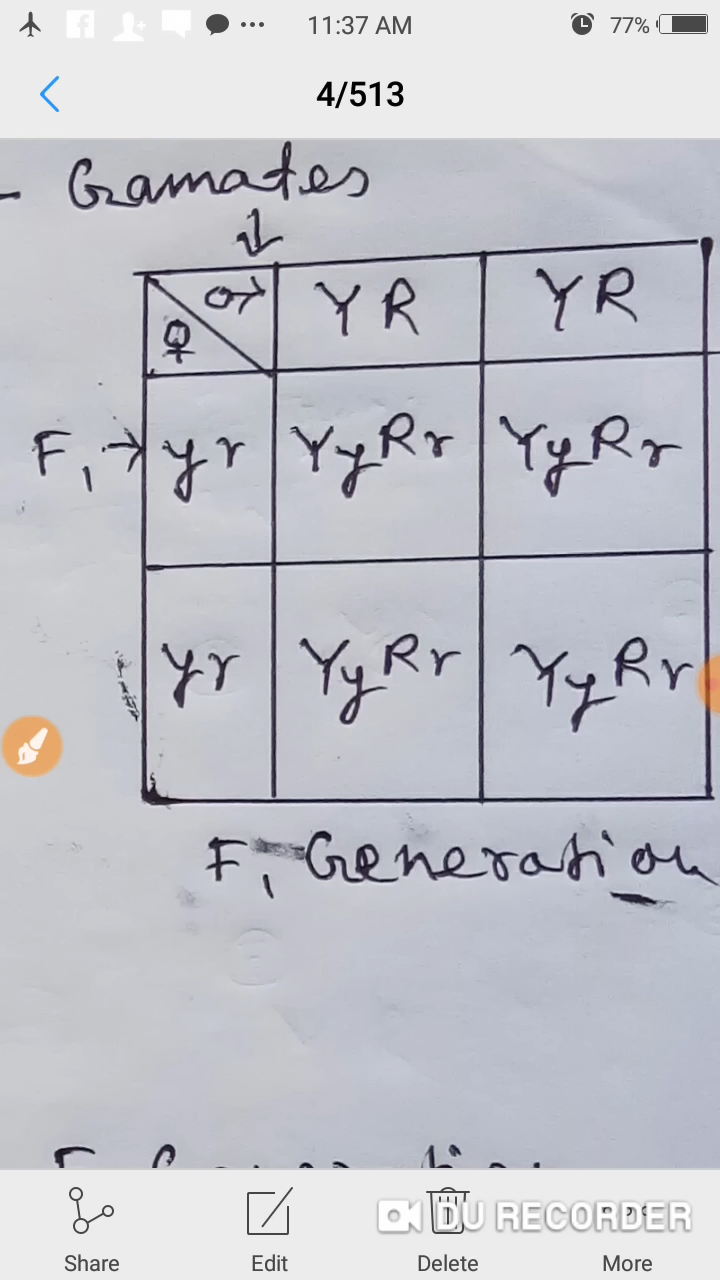 11:37 AM 77%
4/513
- Gamates
♀ ♂ YR YR
F₁ → yr YyRr YyRr
yr YyRr YyRr
F₁ Generation
Share Edit Delete More
DU RECORDER